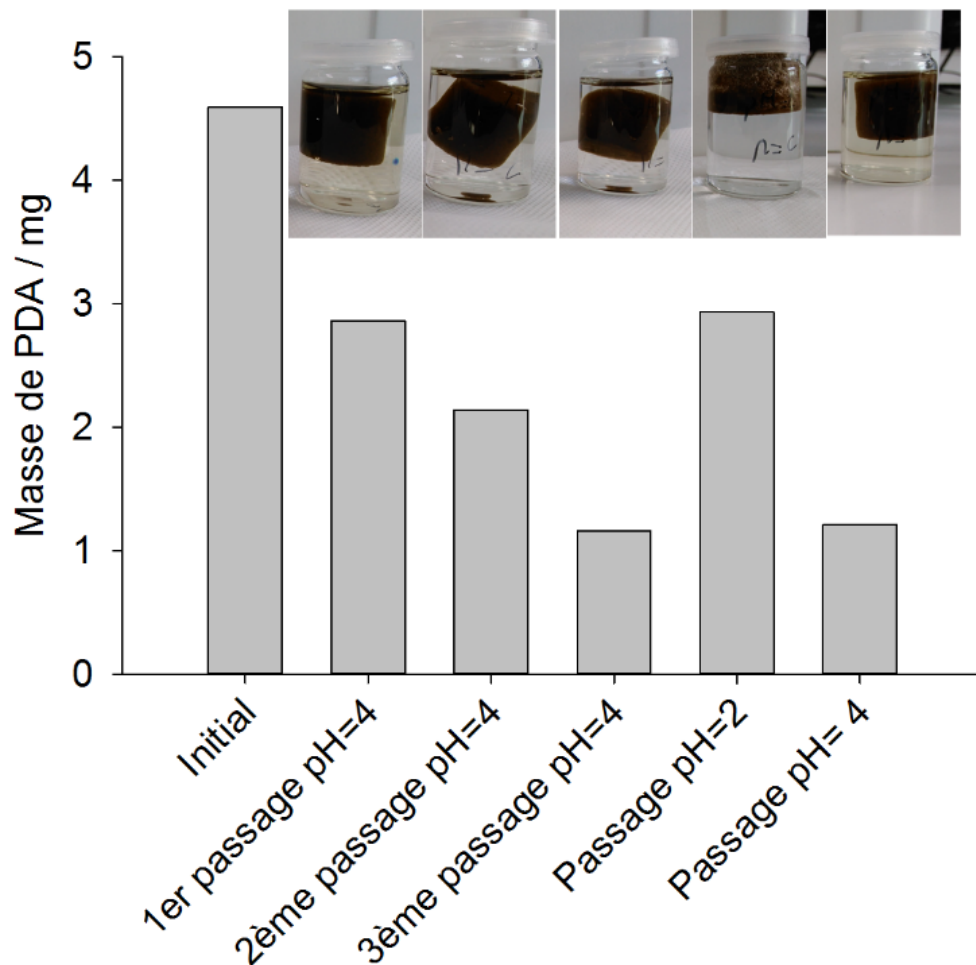 Masse de PDA / mg
5
4
3
2
1
0
Initial
1er passage pH=4
2ème passage pH=4
3ème passage pH=4
Passage pH=2
Passage pH= 4